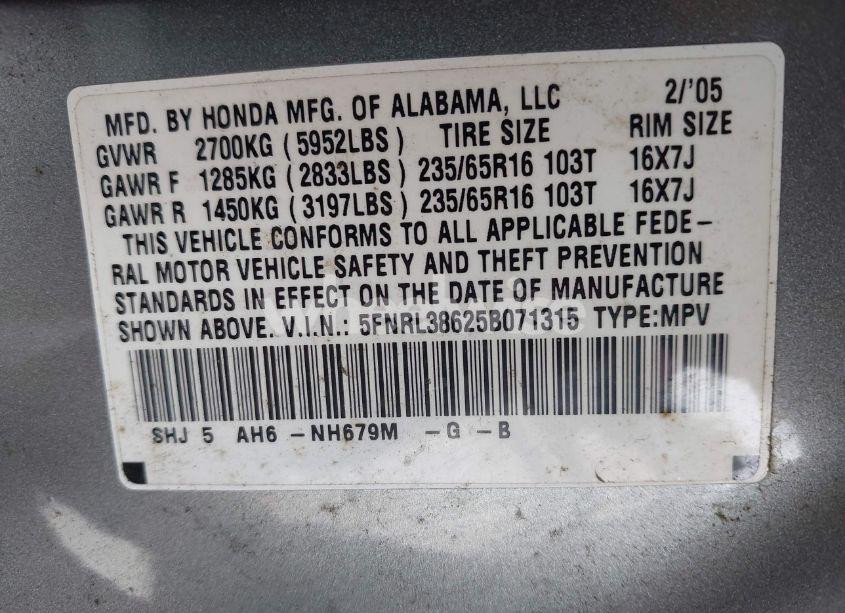 MFD. BY HONDA MFG. OF ALABAMA, LLC 2/'05
GVWR 2700KG (5952LBS) TIRE SIZE RIM SIZE
GAWR F 1285KG (2833LBS) 235/65R16 103T 16X7J
GAWR R 1450KG (3197LBS) 235/65R16 103T 16X7J
THIS VEHICLE CONFORMS TO ALL APPLICABLE FEDE-
RAL MOTOR VEHICLE SAFETY AND THEFT PREVENTION
STANDARDS IN EFFECT ON THE DATE OF MANUFACTURE
SHOWN ABOVE. V.I.N.: 5FNRL38625B071315 TYPE:MPV
SHJ 5 AH6 -NH679M -G -B